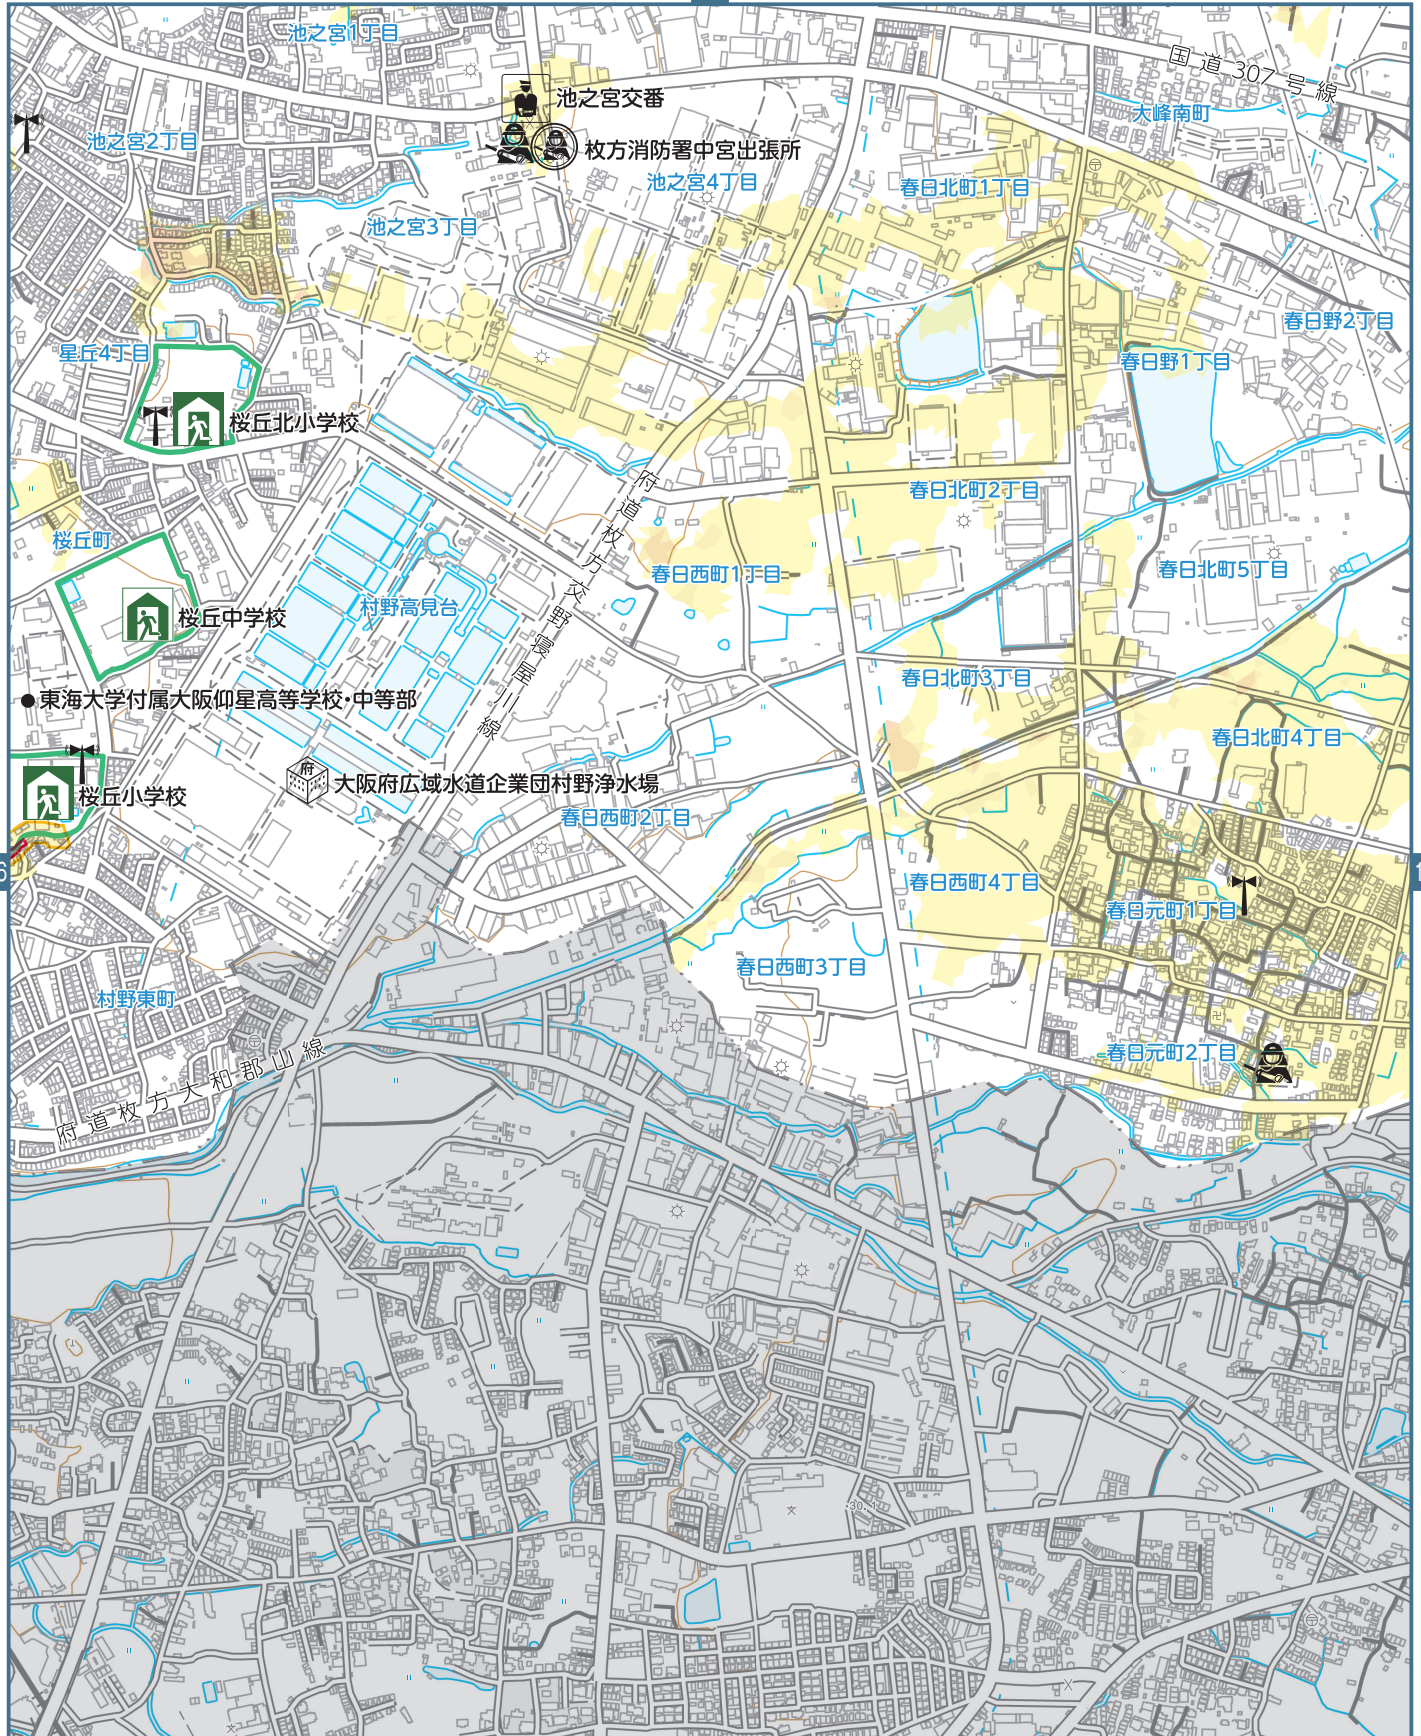 池之宮1丁目
国道307号線
池之宮交番
大峰南町
池之宮2丁目
枚方消防署中宮出張所
池之宮4丁目
春日北町1丁目
池之宮3丁目
春日野2丁目
星丘4丁目
春日野1丁目
桜丘北小学校
府道枚方交野寝屋川線
春日北町2丁目
桜丘町
春日西町1丁目
春日北町5丁目
村野高見台
桜丘中学校
春日北町3丁目
東海大学付属大阪仰星高等学校・中等部
春日北町4丁目
府
大阪府広域水道企業団村野浄水場
桜丘小学校
春日西町2丁目
6
1
春日西町4丁目
春日元町1丁目
春日西町3丁目
村野東町
春日元町2丁目
府道枚方大和郡山線
30.1